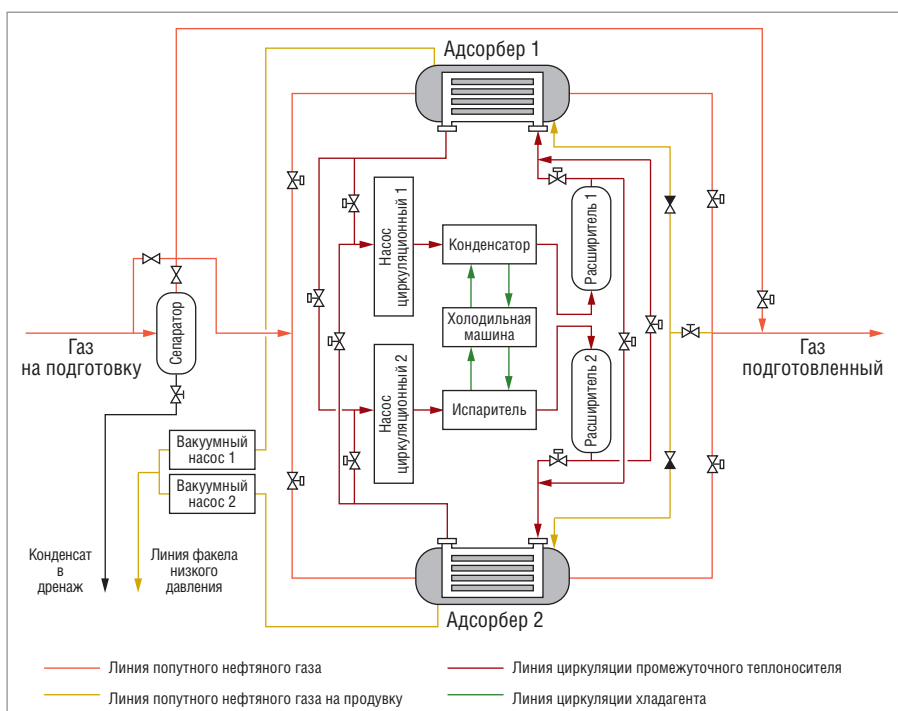 Адсорбер 1
Насос
циркуляционный 1
Конденсатор
Расширитель 1
Сепаратор
Холодильная
машина
Газ
на подготовку
Газ
подготовленный
Насос
циркуляционный 2
Испаритель
Расширитель 2
Вакуумный
насос 1
Вакуумный
насос 2
Конденсат
в
дренаж
Линия факела
низкого
давления
Адсорбер 2
Линия попутного нефтяного газа
Линия циркуляции промежуточного теплоносителя
Линия попутного нефтяного газа на продувку
Линия циркуляции хладагента